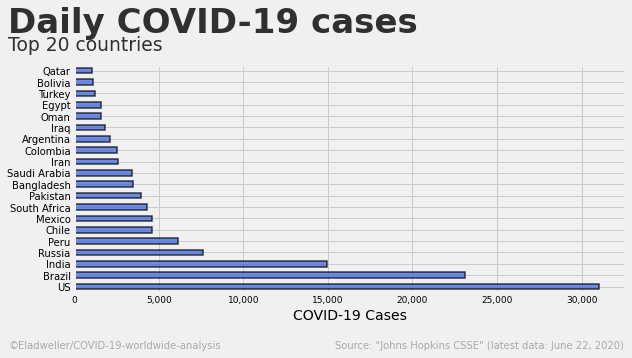 Daily COVID-19 cases
Top 20 countries
Qatar
Bolivia
Turkey
Egypt
Oman
Iraq
Argentina
Colombia
Iran
Saudi Arabia
Bangladesh
Pakistan
South Africa
Mexico
Chile
Peru
Russia
India
Brazil
US
0 5,000 10,000 15,000 20,000 25,000 30,000
COVID-19 Cases
©Eladweller/COVID-19-worldwide-analysis Source: "Johns Hopkins CSSE" (latest data: June 22, 2020)